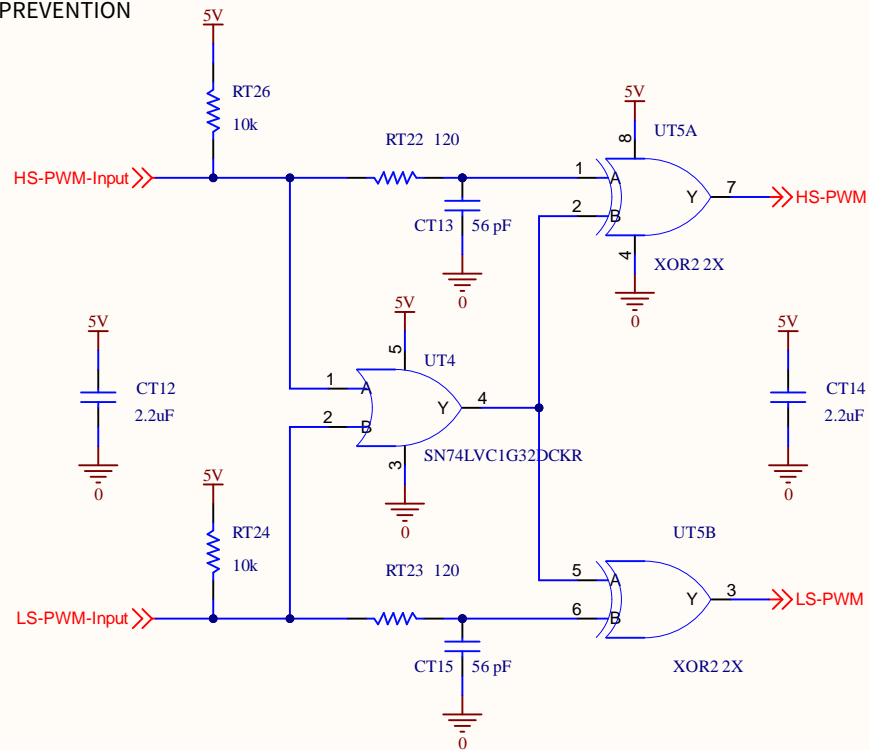 PREVENTION
5V
RT26
10k
RT22 120
5V
8
UT5A
HS-PWM-Input
1
A
2
B
Y
7
HS-PWM
CT13 56 pF
4
XOR2 2X
0
0
5V
5V
5V
CT12
2.2uF
5
UT4
1
A
2
B
Y
4
CT14
2.2uF
3
SN74LVC1G32DCKR
0
0
0
5V
RT24
10k
RT23 120
UT5B
5
A
6
B
Y
3
LS-PWM
LS-PWM-Input
CT15 56 pF
XOR2 2X
0